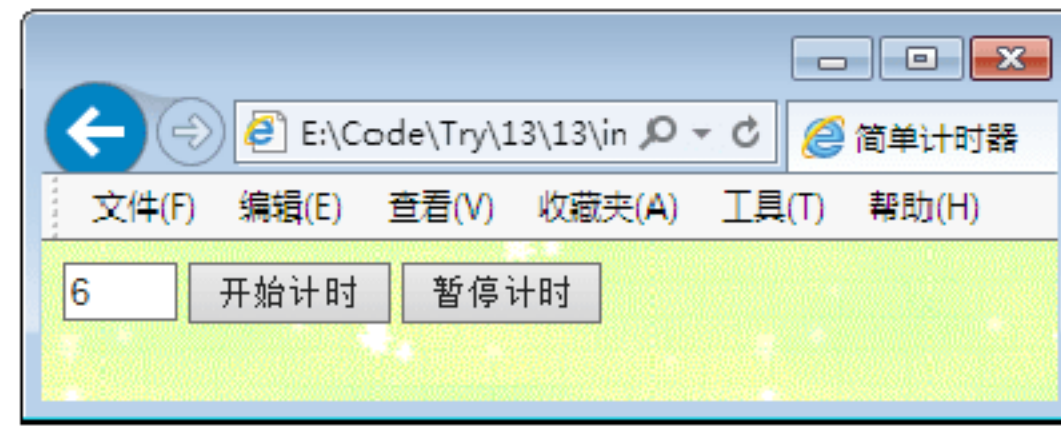 E:\Code\Try\13\13\in
简单计时器
文件(F) 编辑(E) 查看(V) 收藏夹(A) 工具(T) 帮助(H)
6 开始计时 暂停计时